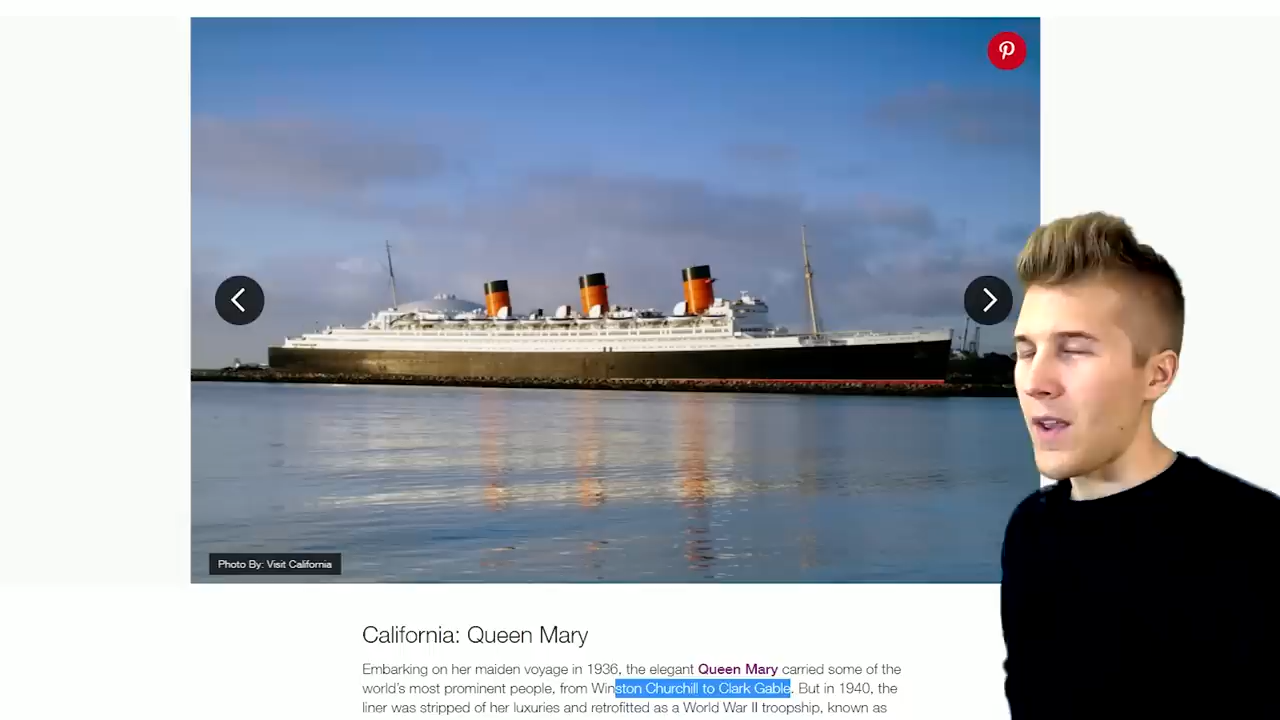 Photo By: Visit California
California: Queen Mary
Embarking on her maiden voyage in 1936, the elegant Queen Mary carried some of the
world's most prominent people, from Winston Churchill to Clark Gable. But in 1940, the
liner was stripped of her luxuries and retrofitted as a World War II troopship, known as